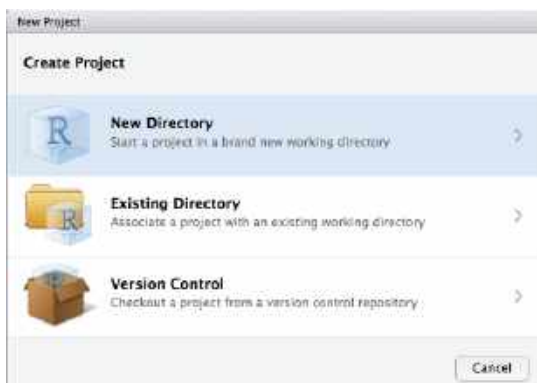 New Project
Create Project
R
New Directory
Start a project in a brand new working directory
R
Existing Directory
Associate a project with an existing working directory
Version Control
Checkout a project from a version control repository
Cancel